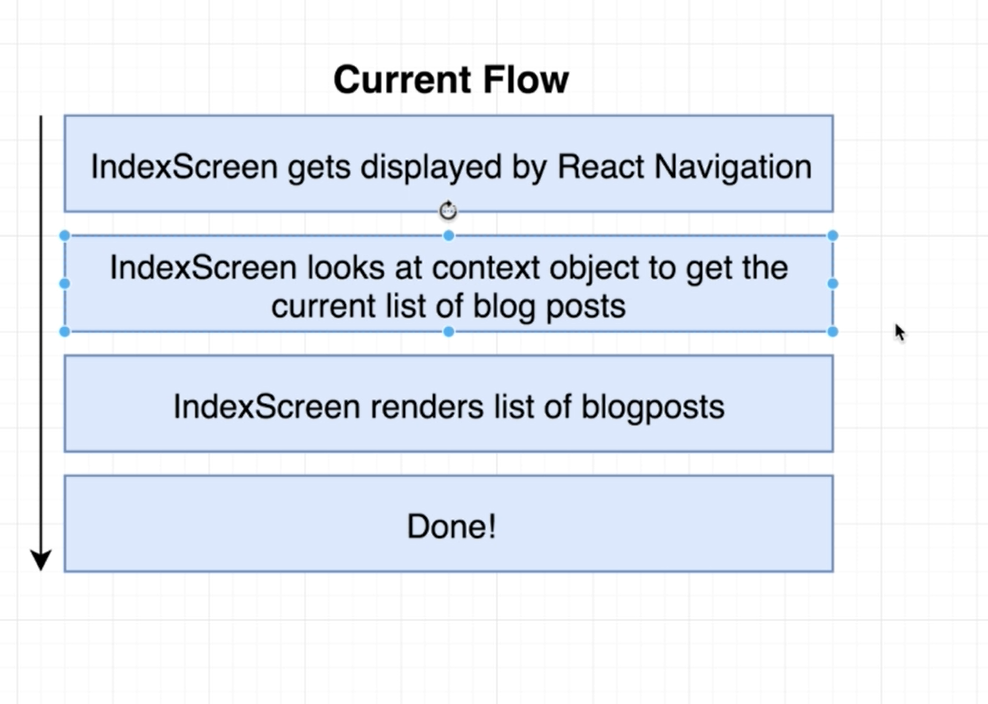 Current Flow
IndexScreen gets displayed by React Navigation
IndexScreen looks at context object to get the
current list of blog posts
IndexScreen renders list of blogposts
Done!